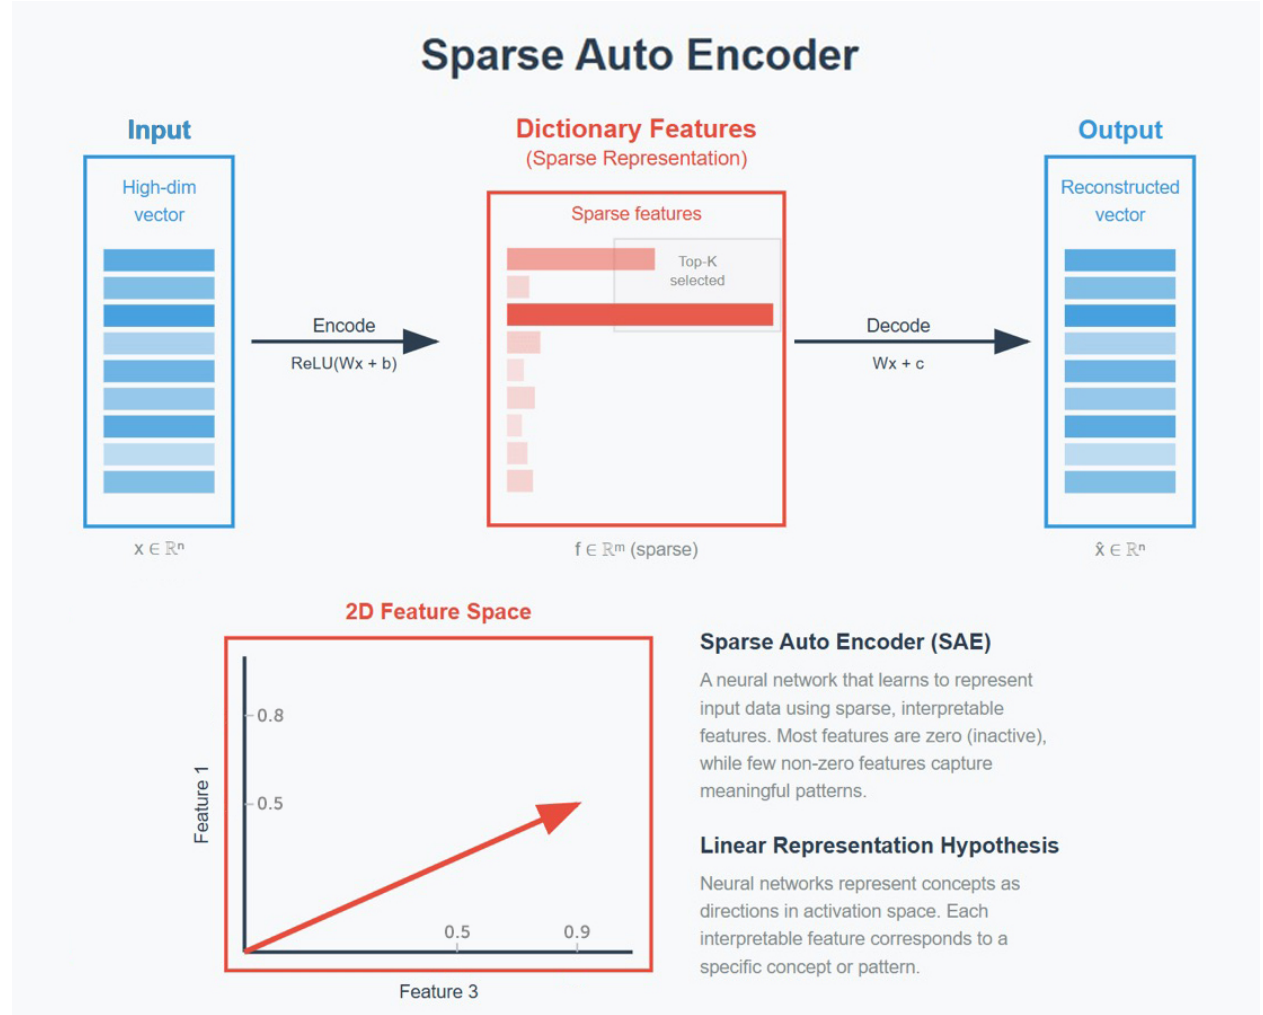 Sparse Auto Encoder
Input
High-dim
vector
x ∈ ℝⁿ
Encode
ReLU(Wx + b)
Dictionary Features
(Sparse Representation)
Sparse features
Top-K
selected
f ∈ ℝᵐ (sparse)
Decode
Wx + c
Output
Reconstructed
vector
x̂ ∈ ℝⁿ
2D Feature Space
0.8
0.5
Feature 1
0.5
0.9
Feature 3
Sparse Auto Encoder (SAE)
A neural network that learns to represent
input data using sparse, interpretable
features. Most features are zero (inactive),
while few non-zero features capture
meaningful patterns.
Linear Representation Hypothesis
Neural networks represent concepts as
directions in activation space. Each
interpretable feature corresponds to a
specific concept or pattern.